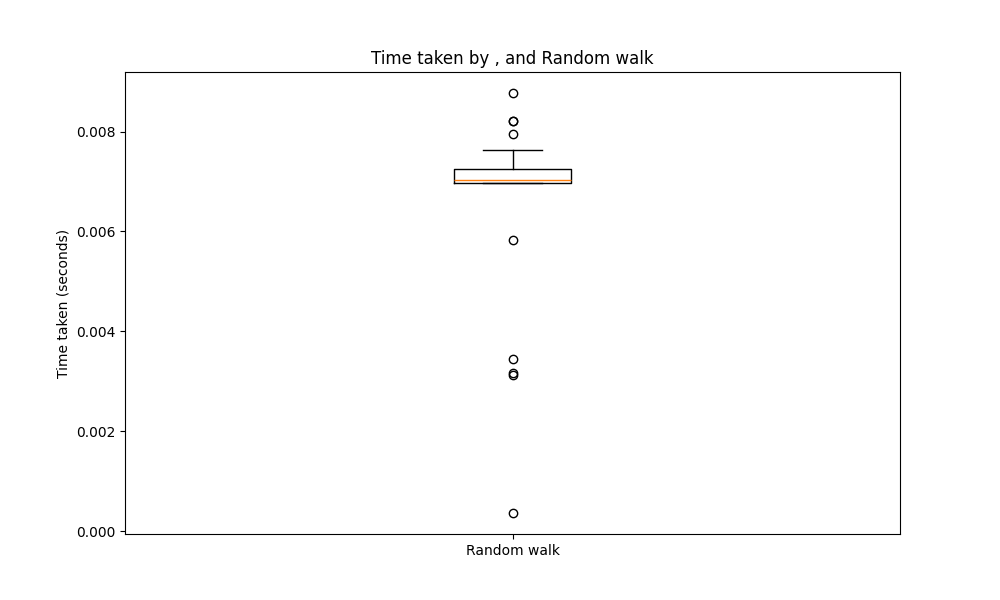 Time taken by , and Random walk
Time taken (seconds)
0.008
0.006
0.004
0.002
0.000
Random walk